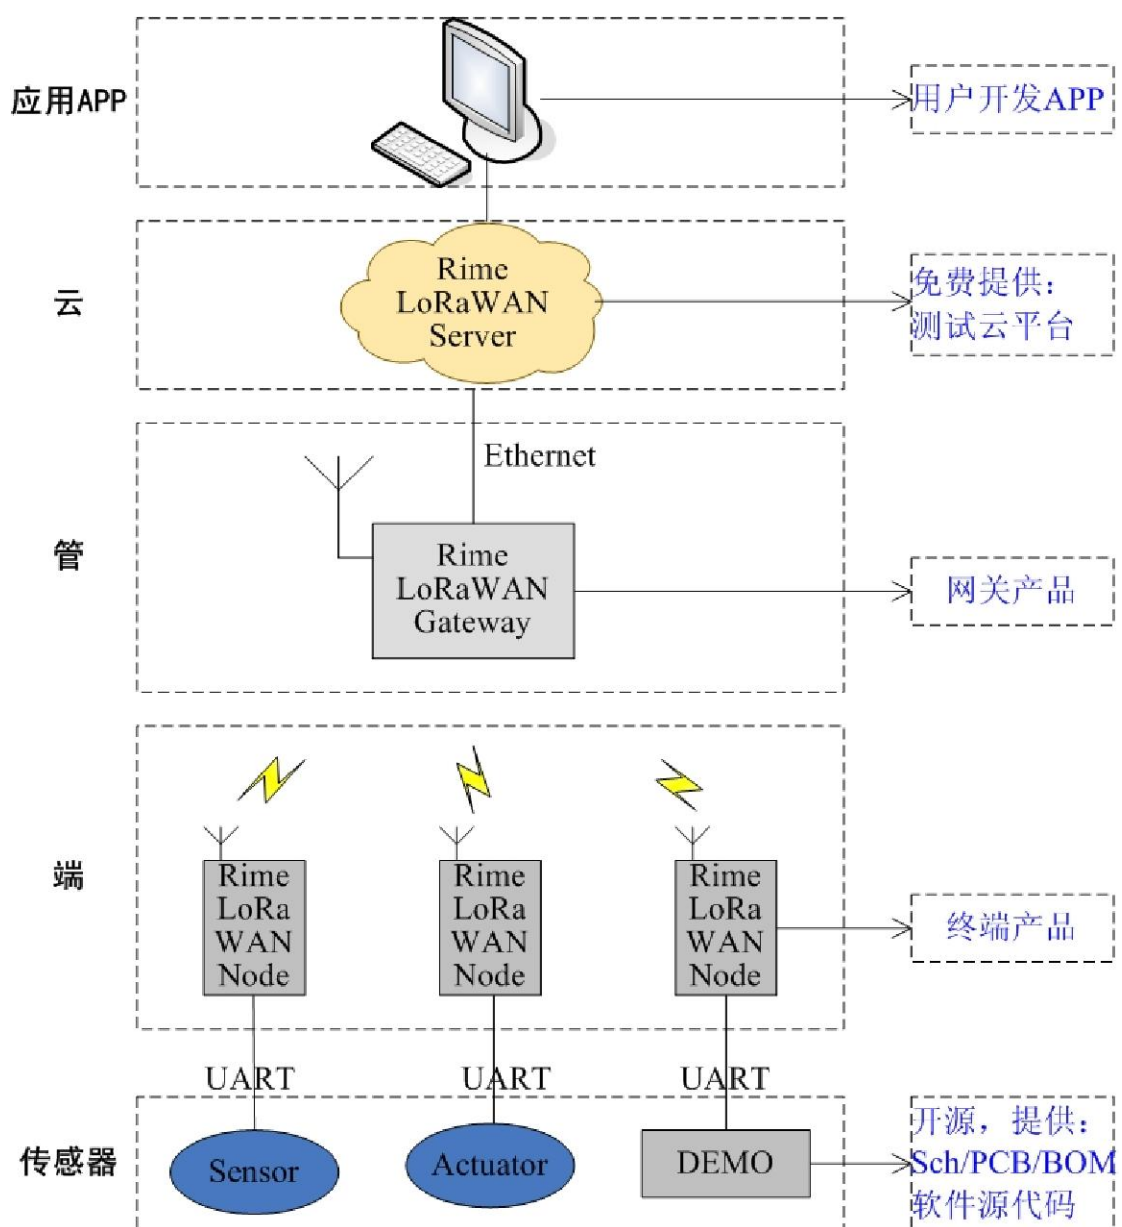 应用APP
用户开发APP
云
Rime
LoRaWAN
Server
免费提供：
测试云平台
Ethernet
管
Rime
LoRaWAN
Gateway
网关产品
端
Rime
LoRa
WAN
Node
Rime
LoRa
WAN
Node
Rime
LoRa
WAN
Node
终端产品
UART
UART
UART
传感器
Sensor
Actuator
DEMO
开源，提供：
Sch/PCB/BOM
软件源代码